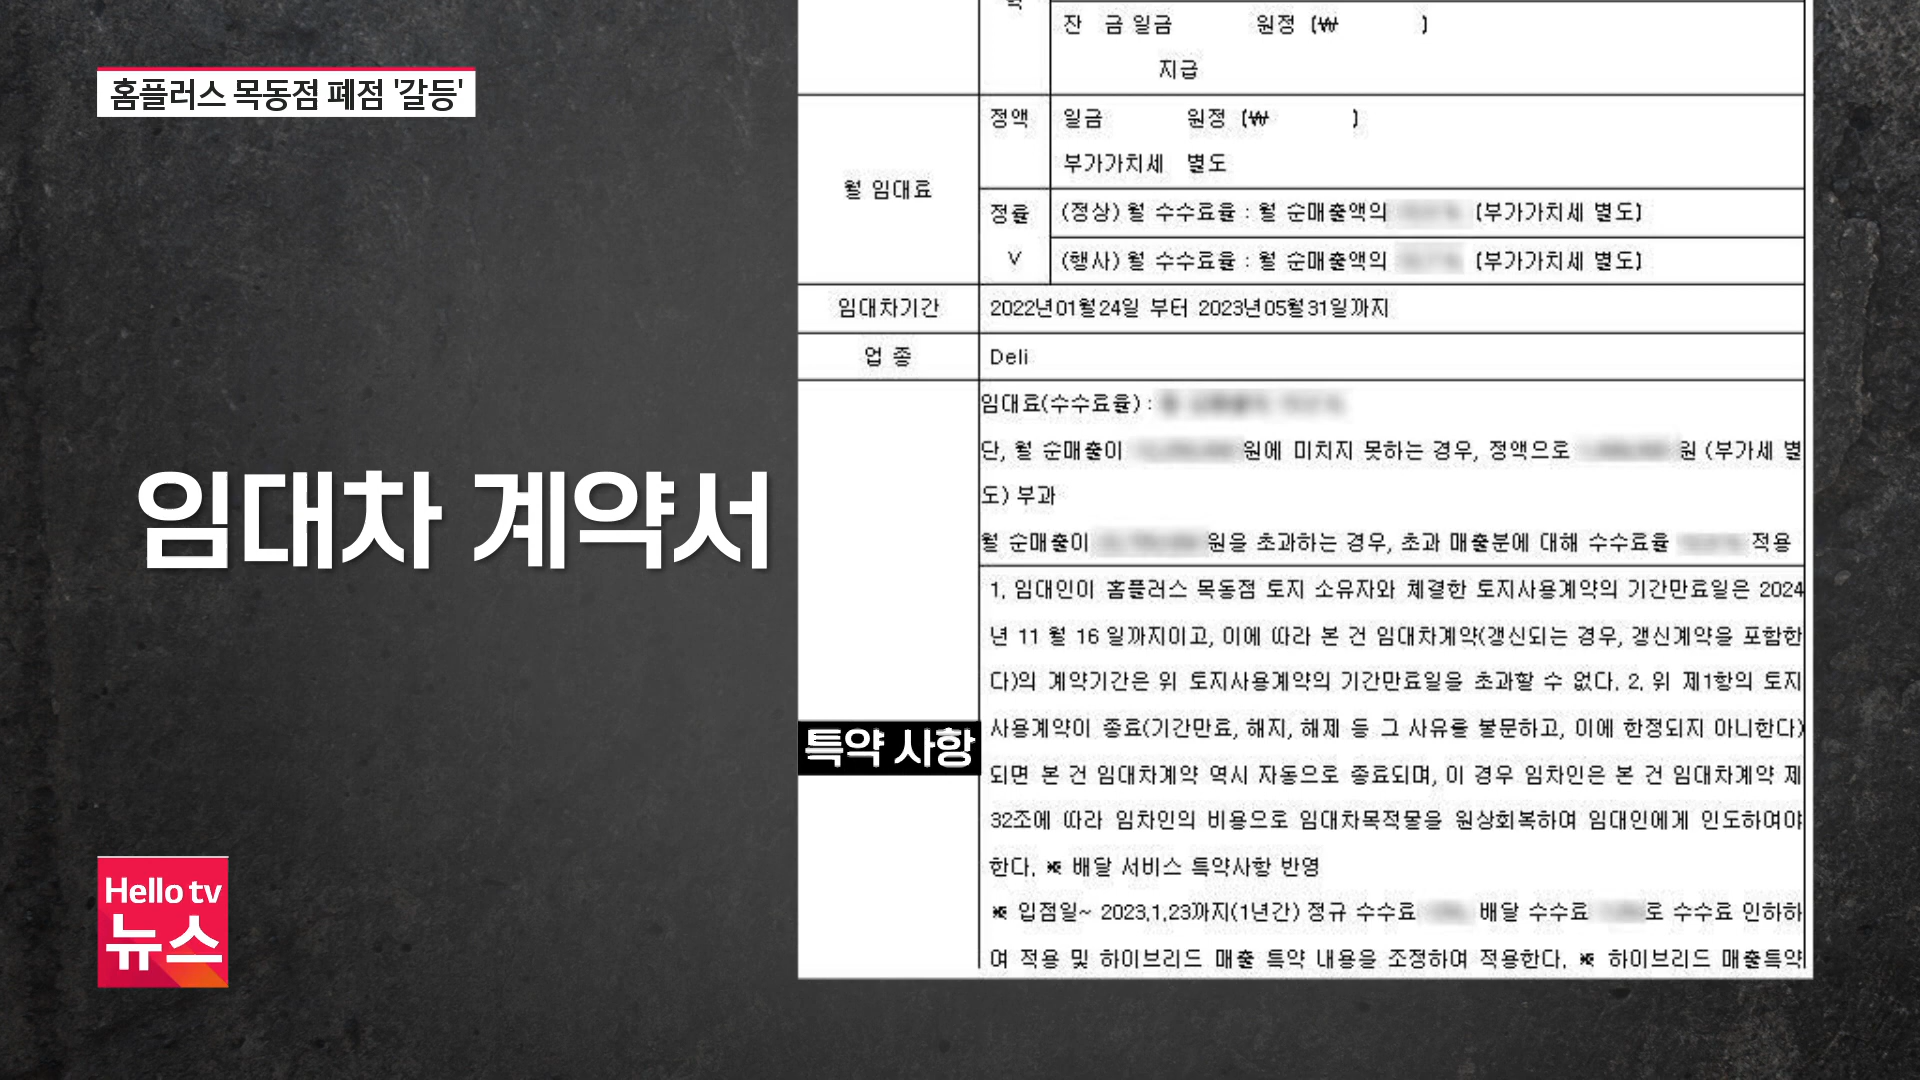 홈플러스 목동점 폐점 '갈등'
임대차 계약서
잔 금 일금 원정 (₩ )
지급
월 임대료
정액 일금 원정 (₩ )
부가가치세 별도
정률 (정상) 월 수수료율 : 월 순매출액의 (부가가치세 별도)
V (행사) 월 수수료율 : 월 순매출액의 (부가가치세 별도)
임대차기간 2022년01월24일 부터 2023년05월31일까지
업 종 Deli
특약 사항
임대료(수수료율) :
단, 월 순매출이 원에 미치지 못하는 경우, 정액으로 원 (부가세 별
도) 부과
월 순매출이 원을 초과하는 경우, 초과 매출분에 대해 수수료율 적용
1. 임대인이 홈플러스 목동점 토지 소유자와 체결한 토지사용계약의 기간만료일은 2024
년 11 월 16 일까지이고, 이에 따라 본 건 임대차계약(갱신되는 경우, 갱신계약을 포함한
다)의 계약기간은 위 토지사용계약의 기간만료일을 초과할 수 없다. 2. 위 제1항의 토지
사용계약이 종료(기간만료, 해지, 해제 등 그 사유를 불문하고, 이에 한정되지 아니한다)
되면 본 건 임대차계약 역시 자동으로 종료되며, 이 경우 임차인은 본 건 임대차계약 제
32조에 따라 임차인의 비용으로 임대차목적물을 원상회복하여 임대인에게 인도하여야
한다. ※ 배달 서비스 특약사항 반영
※ 입점일~ 2023.1.23까지(1년간) 정규 수수료 배달 수수료 로 수수료 인하하
여 적용 및 하이브리드 매출 특약 내용을 조정하여 적용한다. ※ 하이브리드 매출특약
Hello tv
뉴스